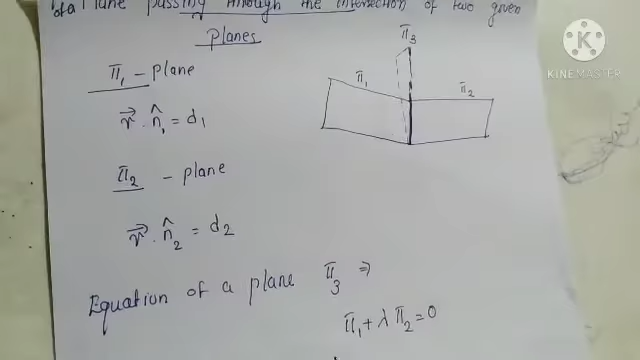 of a Plane passing through the intersection of two given
Planes
π₃
π₁ - plane
π₁
π₂
r⃗ . n̂₁ = d₁
π₂ - plane
r⃗ . n̂₂ = d₂
Equation of a plane π₃ ⇒
π₁ + λ π₂ = 0
KINEMASTER